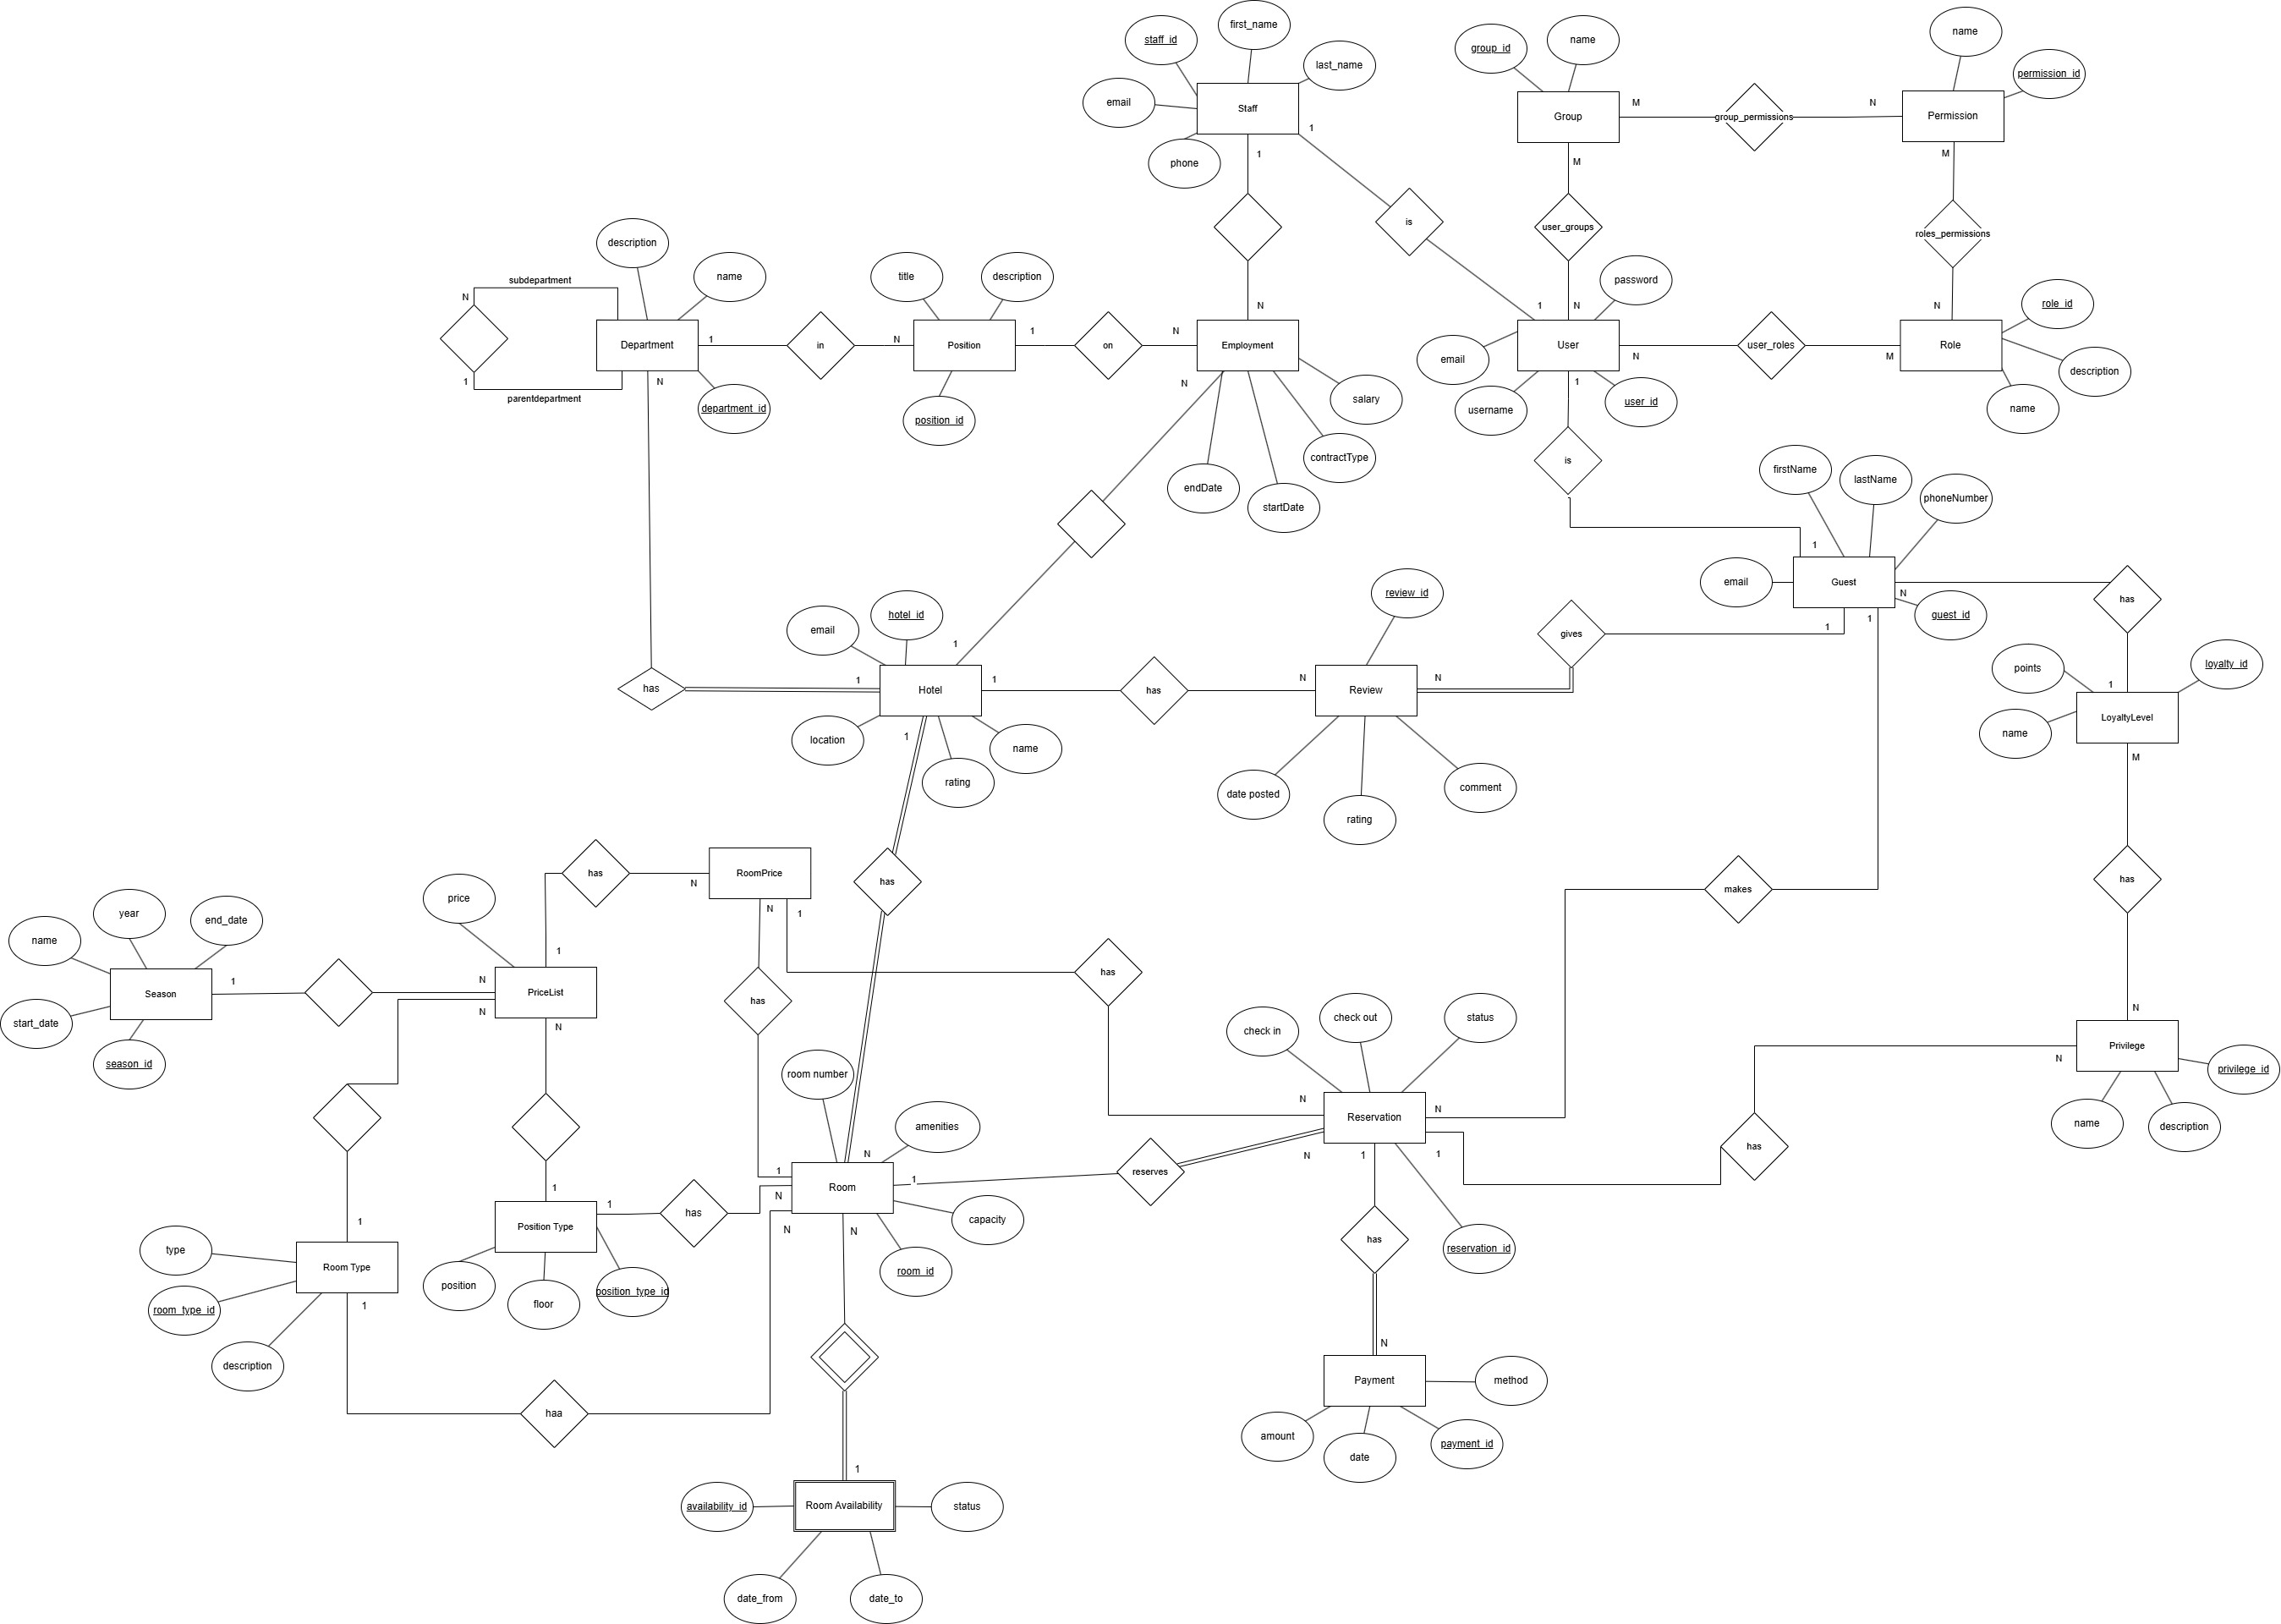 first_name
staff_id
last_name
email
Staff
phone
1
1
group_id
name
name
permission_id
Group
M
group_permissions
N
Permission
M
M
is
user_groups
roles_permissions
description
name
subdepartment
N
1
parentdepartment
Department
1
N
in
N
department_id
title
description
Position
1
position_id
on
N
N
Employment
N
salary
contractType
endDate
startDate
1
N
password
User
email
username
user_id
N
1
user_roles
M
N
Role
role_id
description
name
is
firstName
lastName
phoneNumber
1
email
Guest
N
guest_id
1
1
has
points
loyalty_id
1
LoyaltyLevel
name
M
has
N
hotel_id
email
1
has
1
Hotel
1
location
1
rating
name
has
N
Review
N
review_id
gives
date posted
rating
comment
makes
has
has
N
RoomPrice
N
1
has
price
1
name
year
end_date
Season
1
start_date
season_id
N
PriceList
N
N
has
has
check in
check out
status
N
Reservation
N
N
1
1
reservation_id
N
Privilege
privilege_id
name
description
has
room number
amenities
N
1
N
N
Room
1
N
capacity
room_id
reserves
1
1
Position Type
1
has
position
floor
position_type_id
1
Room Type
1
type
room_type_id
description
haa
has
N
Payment
method
amount
date
payment_id
1
availability_id
Room Availability
status
date_from
date_to